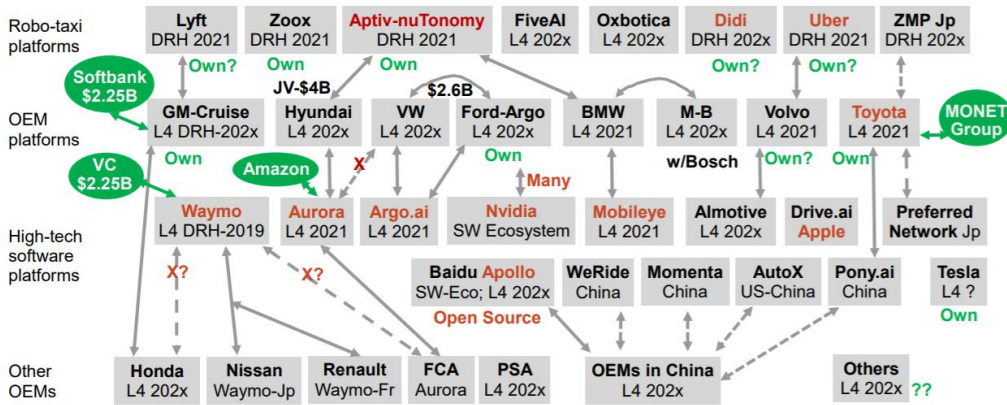 Robo-taxi
platforms
Lyft
DRH 2021
Own?
Zoox
DRH 2021
Own
Aptiv-nuTonomy
DRH 2021
Own
FiveAI
L4 202x
Oxbotica
L4 202x
Didi
DRH 202x
Own?
Uber
DRH 2021
Own?
ZMP Jp
DRH 202x
Softbank
$2.25B
JV-$4B
$2.6B
OEM
platforms
GM-Cruise
L4 DRH-202x
Own
Hyundai
L4 202x
VW
L4 202x
Ford-Argo
L4 202x
Own
BMW
L4 2021
M-B
L4 202x
w/Bosch
Volvo
L4 2021
Own?
Toyota
L4 2021
Own
MONET
Group
VC
$2.25B
Amazon
X
Many
High-tech
software
platforms
Waymo
L4 DRH-2019
Aurora
L4 2021
Argo.ai
L4 2021
Nvidia
SW Ecosystem
Mobileye
L4 2021
AImotive
L4 202x
Drive.ai
Apple
Preferred
Network Jp
X?
X?
Baidu Apollo
SW-Eco; L4 202x
Open Source
WeRide
China
Momenta
China
AutoX
US-China
Pony.ai
China
Tesla
L4 ?
Own
Other
OEMs
Honda
L4 202x
Nissan
Waymo-Jp
Renault
Waymo-Fr
FCA
Aurora
PSA
L4 202x
OEMs in China
L4 202x
Others
L4 202x
??